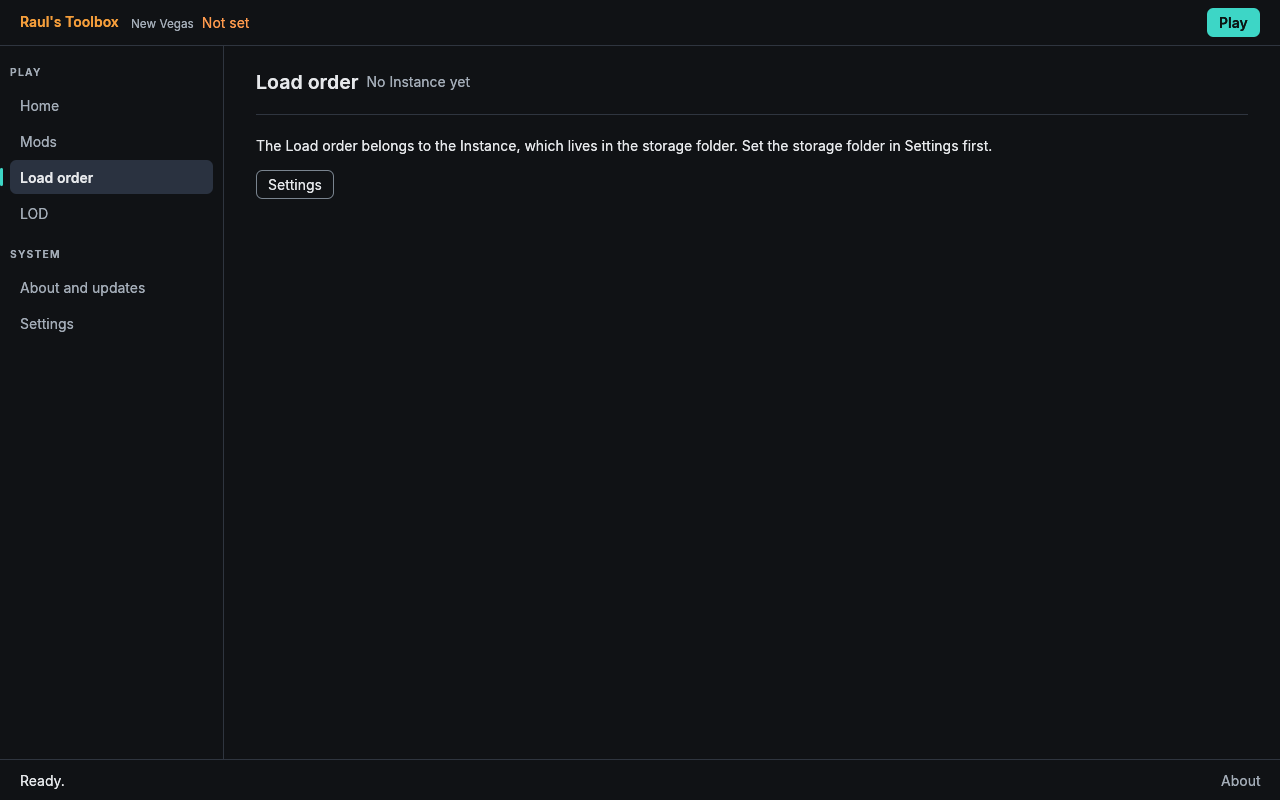 Raul's Toolbox New Vegas Not set Play
PLAY
Home
Mods
Load order
LOD
SYSTEM
About and updates
Settings
Load order No Instance yet
The Load order belongs to the Instance, which lives in the storage folder. Set the storage folder in Settings first.
Settings
Ready. About